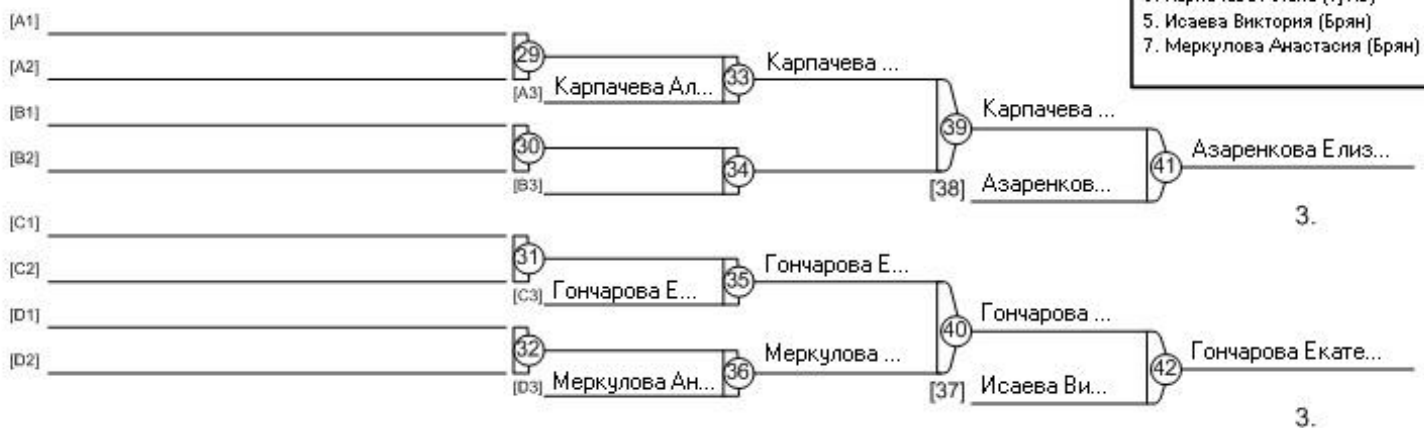 5. Исаева Виктория (Брян)
7. Меркулова Анастасия (Брян)
[A1]
[A2]
29
[A3] Карпачева Ал...
33
Карпачева ...
[B1]
[B2]
30
[B3]
34
39
Карпачева ...
[38] Азаренков...
41
Азаренкова Елиз...
3.
[C1]
[C2]
31
[C3] Гончарова Е...
35
Гончарова Е...
[D1]
[D2]
32
[D3] Меркулова Ан...
36
Меркулова ...
40
Гончарова ...
[37] Исаева Ви...
42
Гончарова Екате...
3.